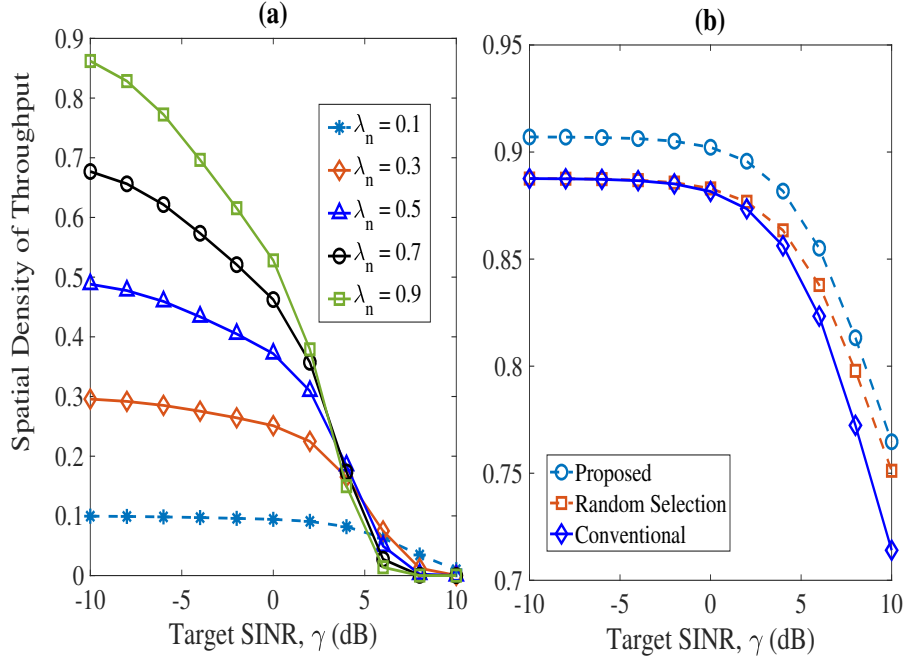 (a)
(b)
Spatial Density of Throughput
0.9
0.8
0.7
0.6
0.5
0.4
0.3
0.2
0.1
0
-10
-5
0
5
10
Target SINR, γ (dB)
λn = 0.1
λn = 0.3
λn = 0.5
λn = 0.7
λn = 0.9
0.95
0.9
0.85
0.8
0.75
0.7
-10
-5
0
5
10
Target SINR, γ (dB)
Proposed
Random Selection
Conventional